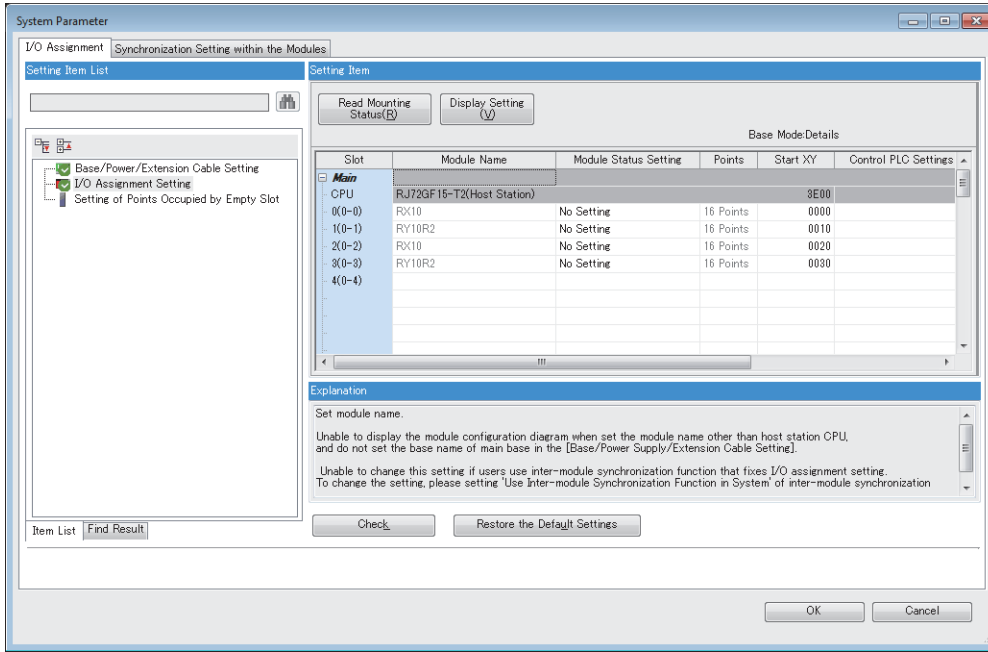 System Parameter
I/O Assignment Synchronization Setting within the Modules
Setting Item List
Base/Power/Extension Cable Setting
I/O Assignment Setting
Setting of Points Occupied by Empty Slot
Item List Find Result
Setting Item
Read Mounting
Status(R)
Display Setting
(V)
Base Mode:Details
Slot Module Name Module Status Setting Points Start XY Control PLC Settings
Main
CPU RJ72GF15-T2(Host Station) 3E00
0(0-0) RX10 No Setting 16 Points 0000
1(0-1) RY10R2 No Setting 16 Points 0010
2(0-2) RX10 No Setting 16 Points 0020
3(0-3) RY10R2 No Setting 16 Points 0030
4(0-4)
Explanation
Set module name.
Unable to display the module configuration diagram when set the module name other than host station CPU,
and do not set the base name of main base in the [Base/Power Supply/Extension Cable Setting].
Unable to change this setting if users use inter-module synchronization function that fixes I/O assignment setting.
To change the setting, please setting 'Use Inter-module Synchronization Function in System' of inter-module synchronization
Check Restore the Default Settings
OK Cancel